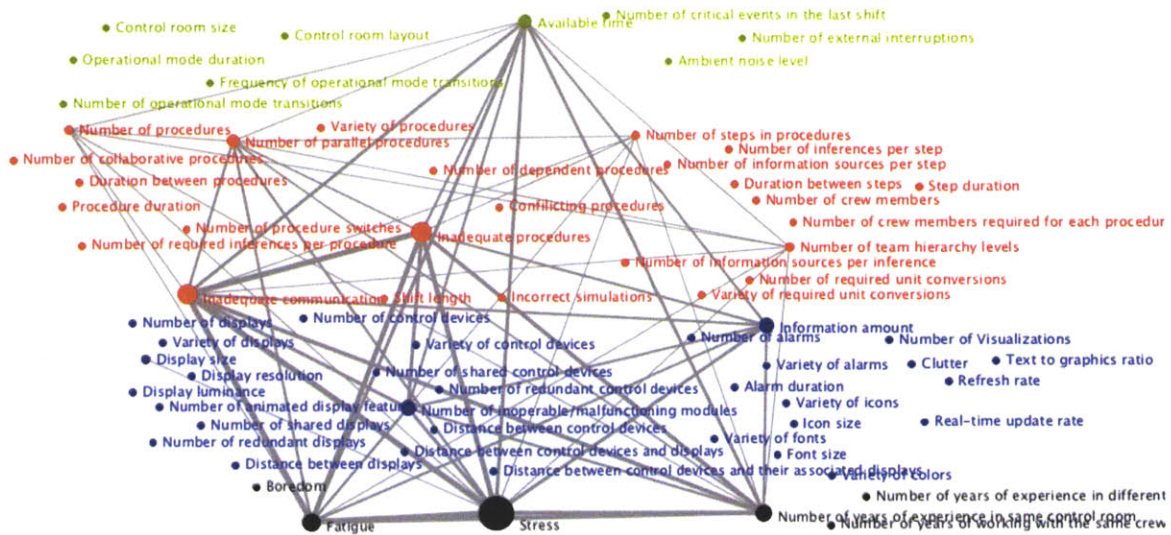 Number of critical events in the last shift
Available time
Control room size
Control room layout
Number of external interruptions
Operational mode duration
Ambient noise level
Frequency of operational mode transitions
Number of operational mode transitions
Number of procedures
Variety of procedures
Number of parallel procedures
Number of steps in procedures
Number of inferences per step
Number of collaborative procedures
Number of information sources per step
Number of dependent procedures
Duration between procedures
Duration between steps
Step duration
Number of crew members
Procedure duration
Confilicting procedures
Number of crew members required for each procedur
Number of procedure switches
Inadequate procedures
Number of required inferences per procedure
Number of team hierarchy levels
Number of information sources per inference
Number of required unit conversions
Inadequate communication
Shift length
Incorrect simulations
Variety of required unit conversions
Number of displays
Number of control devices
Information amount
Number of alarms
Number of Visualizations
Variety of displays
Variety of control devices
Display size
Text to graphics ratio
Variety of alarms
Clutter
Display resolution
Number of shared control devices
Refresh rate
Alarm duration
Display luminance
Number of redundant control devices
Variety of icons
Number of animated display featur
Number of inoperable/malfunctioning modules
Number of shared displays
Distance between control devices
Icon size
Real-time update rate
Number of redundant displays
Variety of fonts
Distance between control devices and displays
Font size
Distance between displays
Distance between control devices and their associated displays
Variety of colors
Boredom
Number of years of experience in different
Number of years of experience in same control room
Fatigue
Stress
Number of years of working with the same crew